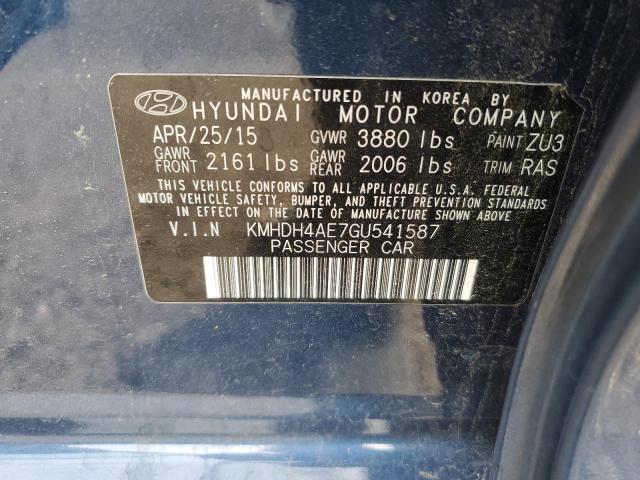 MANUFACTURED IN KOREA BY
HYUNDAI MOTOR COMPANY
APR/25/15 GVWR 3880 lbs PAINT ZU3
GAWR FRONT 2161 lbs GAWR REAR 2006 lbs TRIM RAS
THIS VEHICLE CONFORMS TO ALL APPLICABLE U.S.A. FEDERAL
MOTOR VEHICLE SAFETY, BUMPER, AND THEFT PREVENTION STANDARDS
IN EFFECT ON THE DATE OF MANUFACTURE SHOWN ABOVE.
V.I.N KMHDH4AE7GU541587
PASSENGER CAR